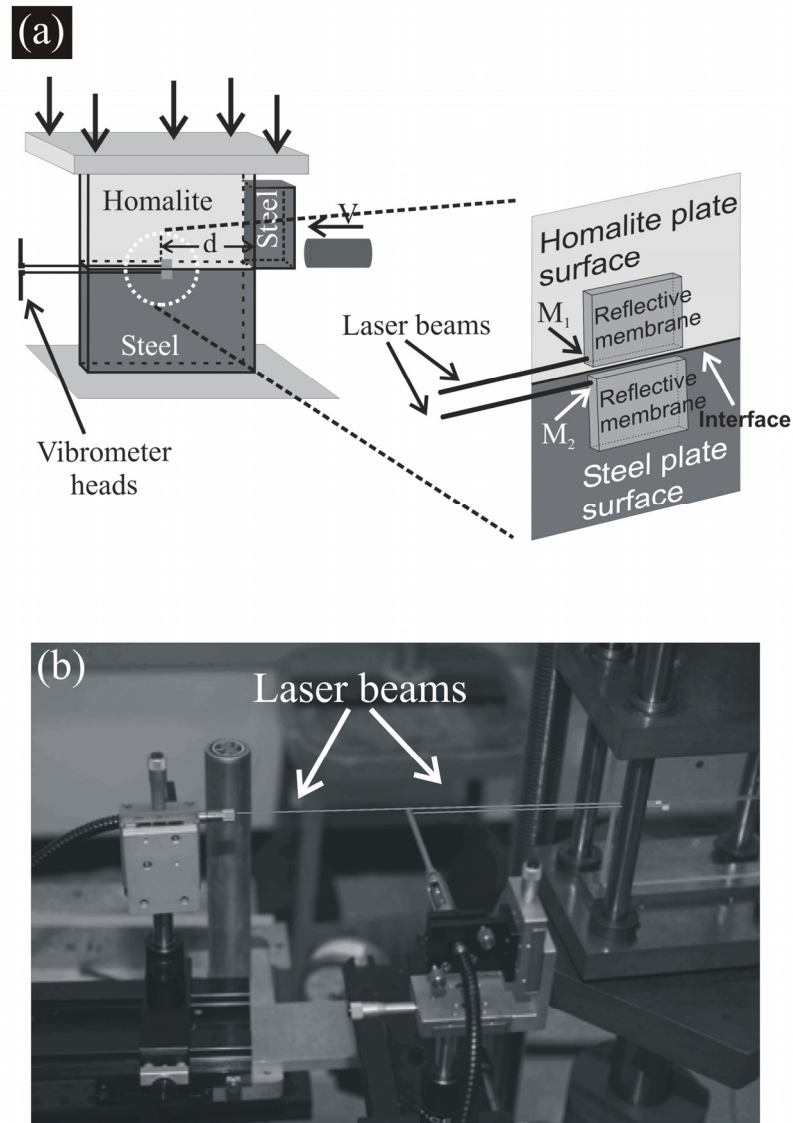 (a)
Homalite
Steel
V
d
Steel
Vibrometer
heads
Laser beams
Homalite plate
surface
M1
Reflective
membrane
M2
Reflective
membrane
Interface
Steel plate
surface
(b)
Laser beams